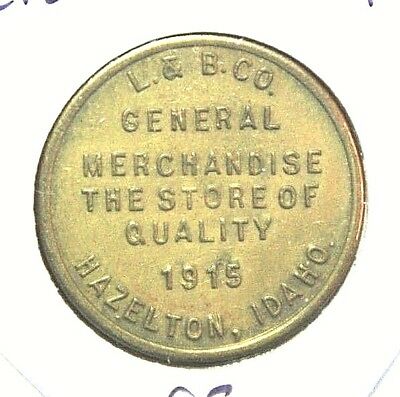 L. & B. CO.
GENERAL
MERCHANDISE
THE STORE OF
QUALITY
1915
HAZELTON, IDAHO.